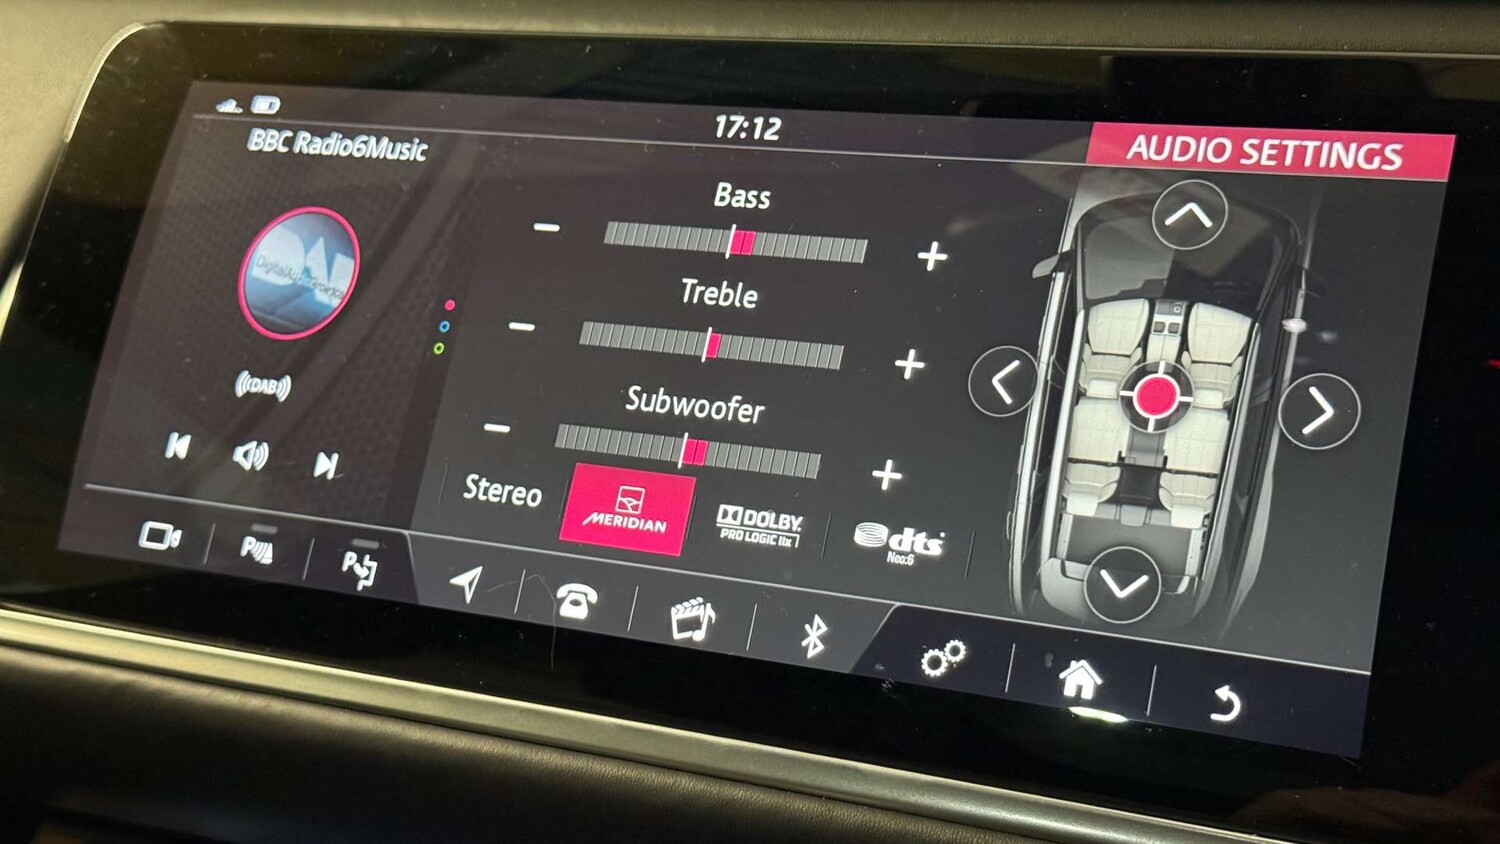 17:12
AUDIO SETTINGS
BBC Radio6Music
DAB
Bass
Treble
Subwoofer
Stereo
MERIDIAN
DOLBY
PRO LOGIC IIx
dts
Neo:6
P
P